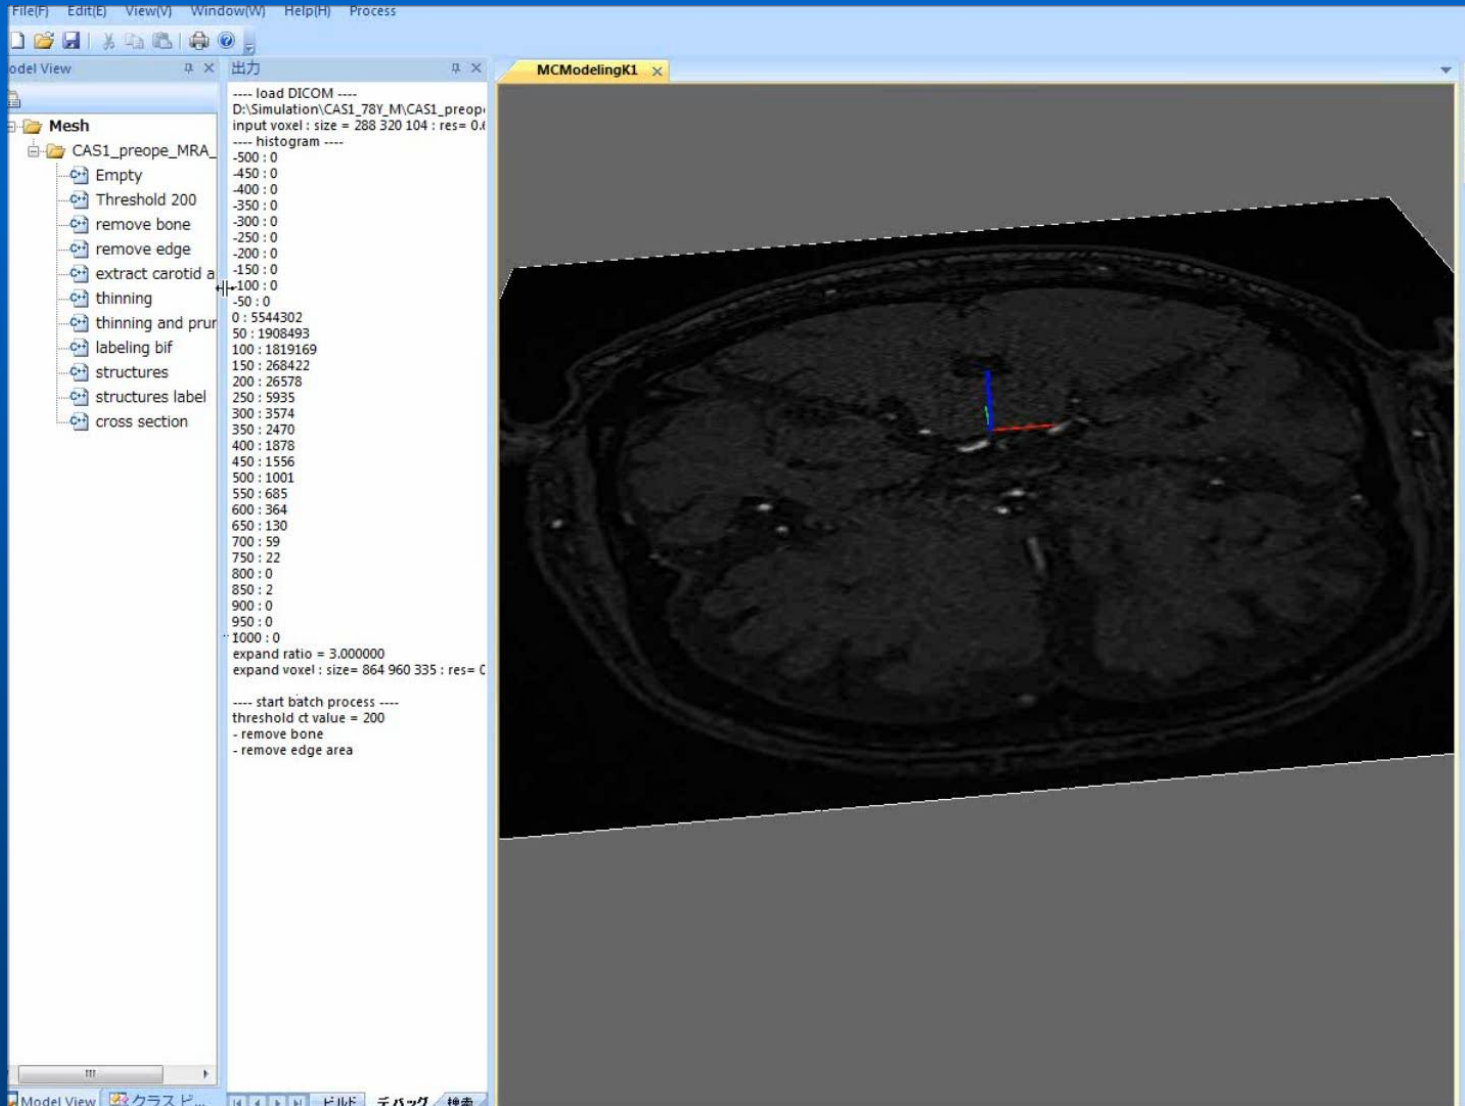 File(F) Edit(E) View(V) Window(W) Help(H) Process
odel View
出力
MCModelingK1
Mesh
CAS1_preope_MRA_
Empty
Threshold 200
remove bone
remove edge
extract carotid a
thinning
thinning and prur
labeling bif
structures
structures label
cross section
---- load DICOM ----
D:\Simulation\CAS1_78Y_M\CAS1_preop
input voxel : size = 288 320 104 : res= 0.
---- histogram ----
-500 : 0
-450 : 0
-400 : 0
-350 : 0
-300 : 0
-250 : 0
-200 : 0
-150 : 0
-100 : 0
-50 : 0
0 : 5544302
50 : 1908493
100 : 1819169
150 : 268422
200 : 26578
250 : 5935
300 : 3574
350 : 2470
400 : 1878
450 : 1556
500 : 1001
550 : 685
600 : 364
650 : 130
700 : 59
750 : 22
800 : 0
850 : 2
900 : 0
950 : 0
1000 : 0
expand ratio = 3.000000
expand voxel : size= 864 960 335 : res=
---- start batch process ----
threshold ct value = 200
- remove bone
- remove edge area
Model View クラス ビ...
ビルド デバッグ 検索